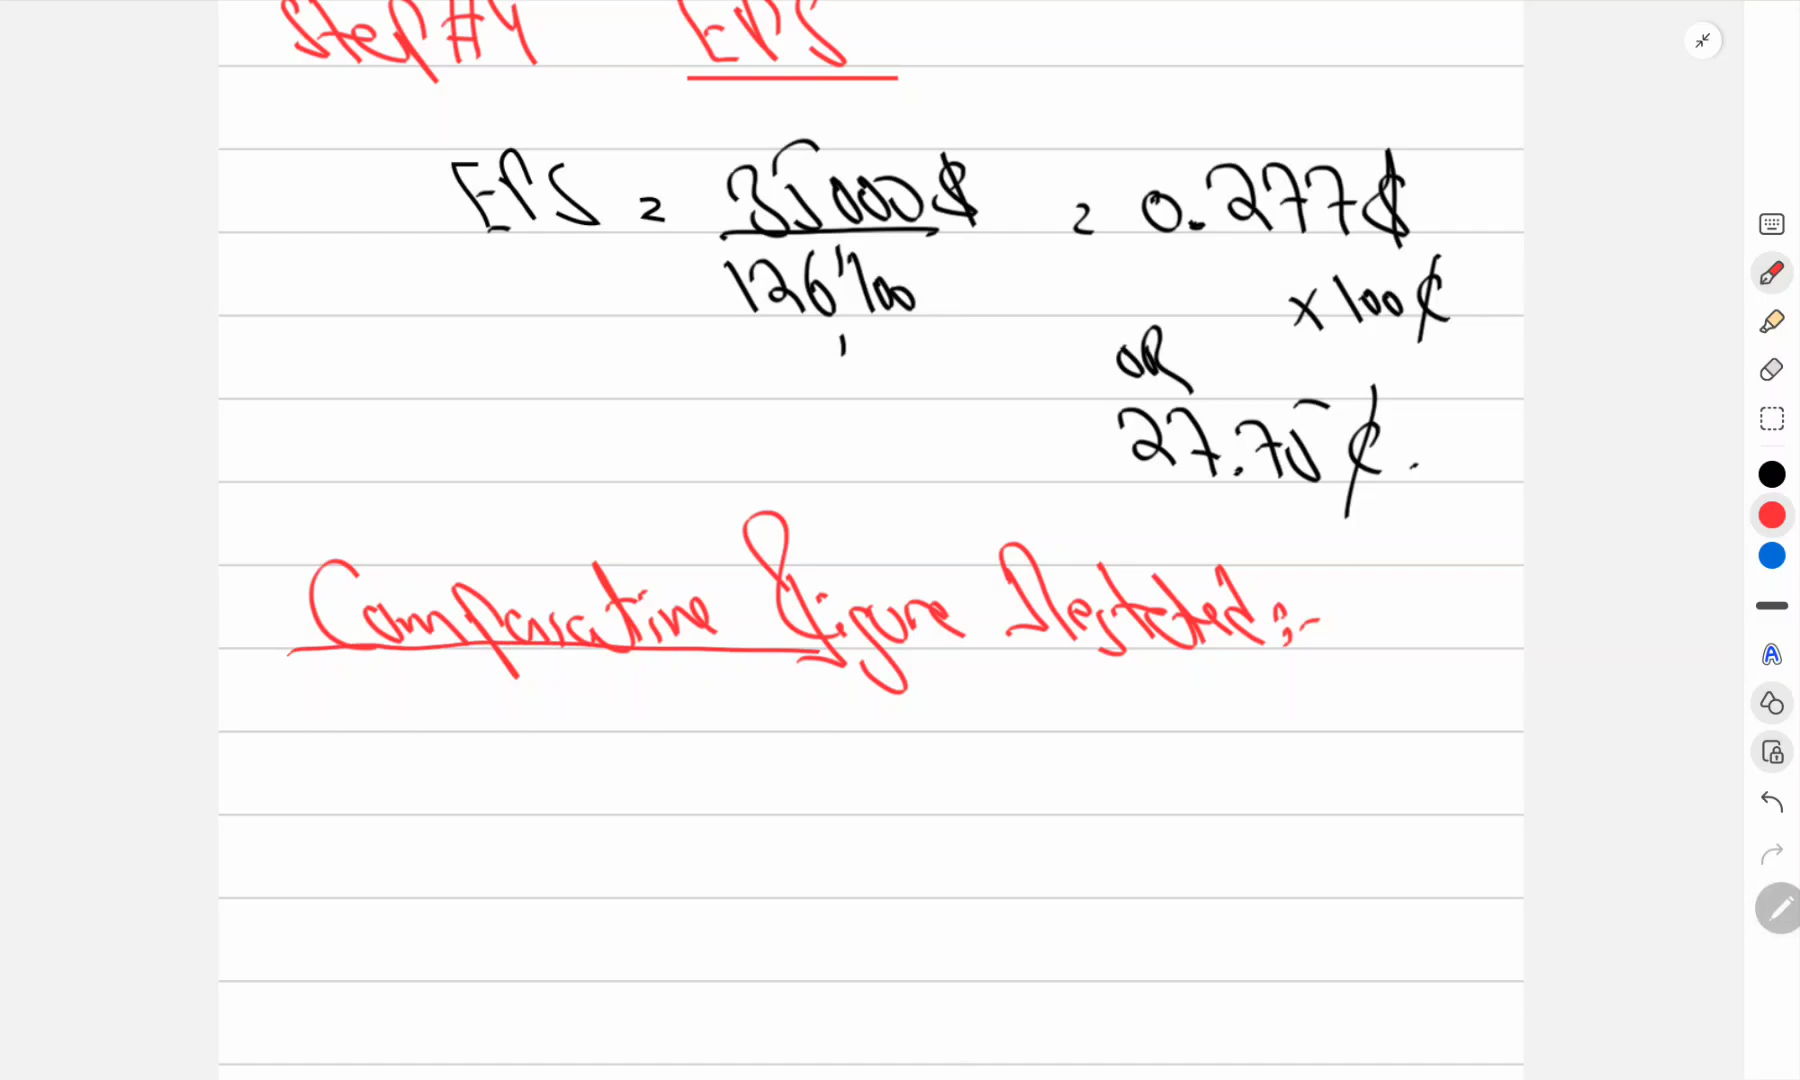 Step #4 EPS
EPS = 35000$ / 126'100 = 0.277$
x 100 ¢
OR
27.75 ¢.
Comparative figure Restated:-
A